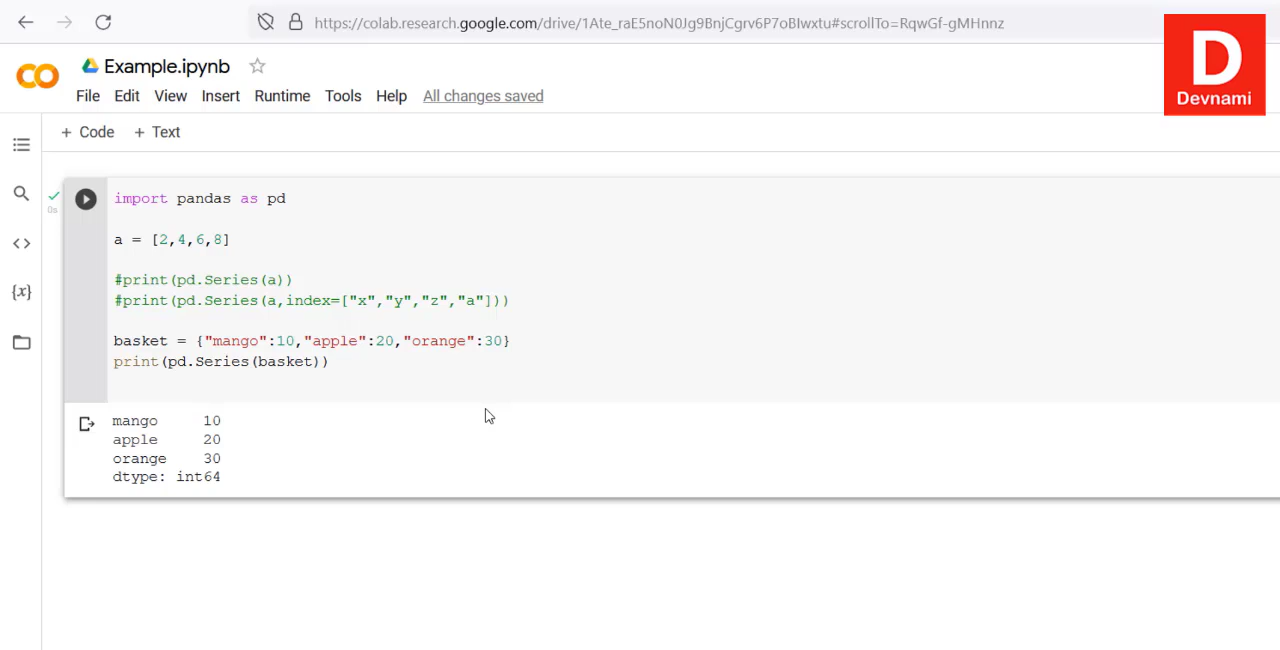 https://colab.research.google.com/drive/1Ate_raE5noN0Jg9BnjCgrv6P7oBIwxtu#scrollTo=RqwGf-gMHnnz
D
Devnami
CO
Example.ipynb
File Edit View Insert Runtime Tools Help All changes saved
+ Code + Text
0s
import pandas as pd
a = [2,4,6,8]
#print(pd.Series(a))
#print(pd.Series(a,index=["x","y","z","a"]))
basket = {"mango":10,"apple":20,"orange":30}
print(pd.Series(basket))
{x}
mango 10
apple 20
orange 30
dtype: int64